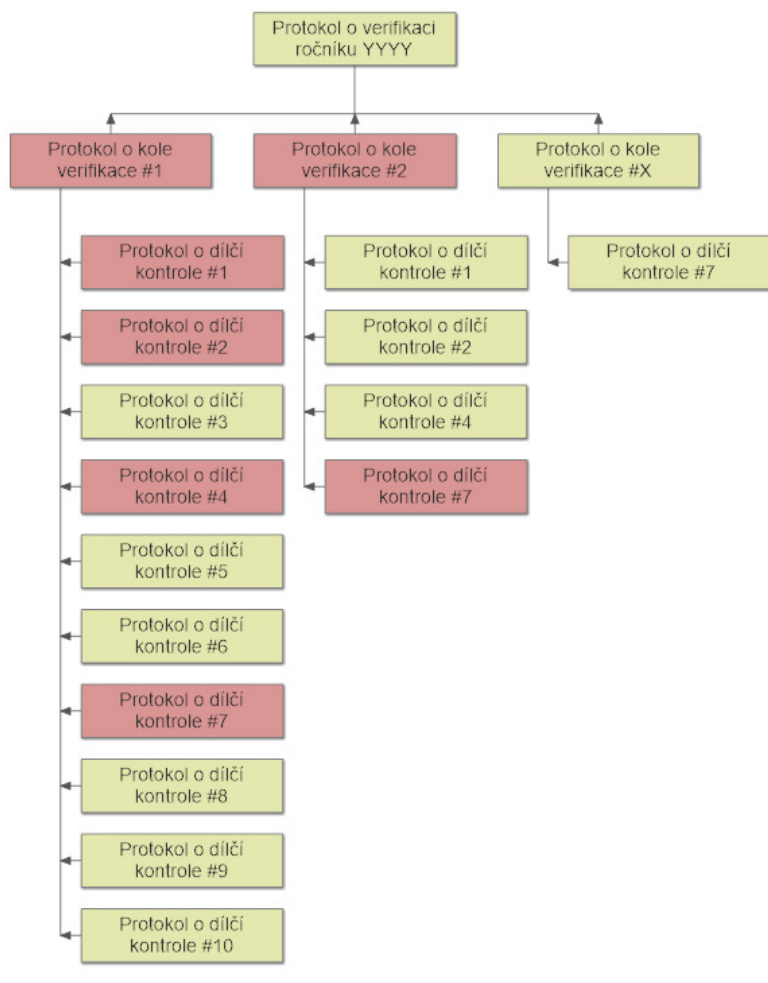 Protokol o verifikaci
ročníku YYYY
Protokol o kole
verifikace #1
Protokol o kole
verifikace #2
Protokol o kole
verifikace #X
Protokol o dílčí
kontrole #1
Protokol o dílčí
kontrole #2
Protokol o dílčí
kontrole #3
Protokol o dílčí
kontrole #4
Protokol o dílčí
kontrole #5
Protokol o dílčí
kontrole #6
Protokol o dílčí
kontrole #7
Protokol o dílčí
kontrole #8
Protokol o dílčí
kontrole #9
Protokol o dílčí
kontrole #10
Protokol o dílčí
kontrole #1
Protokol o dílčí
kontrole #2
Protokol o dílčí
kontrole #4
Protokol o dílčí
kontrole #7
Protokol o dílčí
kontrole #7